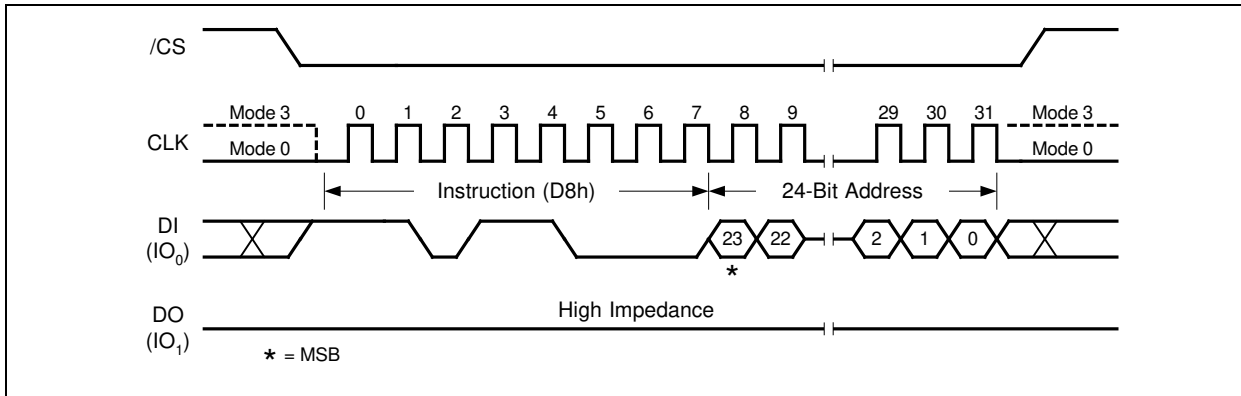 /CS
Mode 3 0 1 2 3 4 5 6 7 8 9 29 30 31 Mode 3
CLK
Mode 0 Mode 0
Instruction (D8h) 24-Bit Address
DI
(IO0) 23 22 2 1 0
*
High Impedance
DO
(IO1)
* = MSB